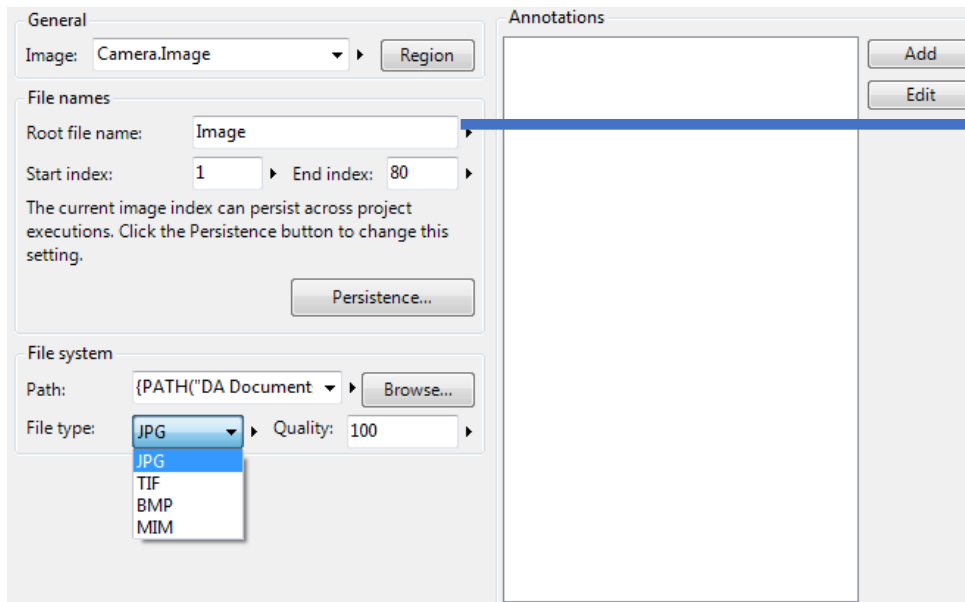 General
Image: Camera.Image Region
File names
Root file name: Image
Start index: 1 End index: 80
The current image index can persist across project
executions. Click the Persistence button to change this
setting.
Persistence...
File system
Path: {PATH("DA Document Browse...
File type: JPG Quality: 100
JPG
TIF
BMP
MIM
Annotations
Add
Edit